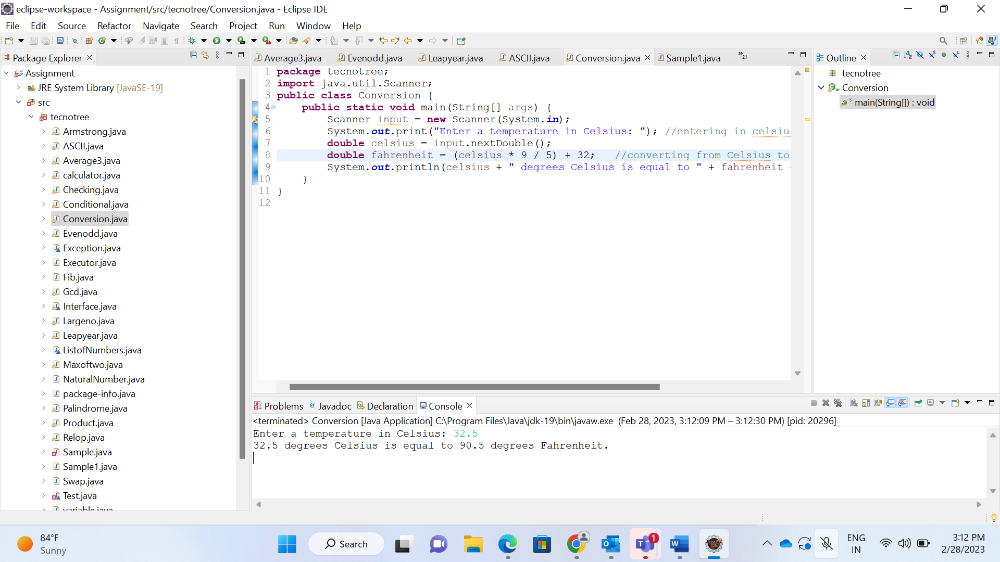 eclipse-workspace - Assignment/src/tecnotree/Conversion.java - Eclipse IDE
File Edit Source Refactor Navigate Search Project Run Window Help
Package Explorer
Assignment
JRE System Library [JavaSE-19]
src
tecnotree
Armstrong.java
ASCII.java
Average3.java
calculator.java
Checking.java
Conditional.java
Conversion.java
Evenodd.java
Exception.java
Executor.java
Fib.java
Gcd.java
Interface.java
Largeno.java
Leapyear.java
ListofNumbers.java
Maxoftwo.java
NaturalNumber.java
package-info.java
Palindrome.java
Product.java
Relop.java
Sample.java
Sample1.java
Swap.java
Test.java
variable.java
Average3.java Evenodd.java Leapyear.java ASCII.java Conversion.java Sample1.java »21
1 package tecnotree;
2 import java.util.Scanner;
3 public class Conversion {
4 public static void main(String[] args) {
5 Scanner input = new Scanner(System.in);
6 System.out.print("Enter a temperature in Celsius: "); //entering in celsiu
7 double celsius = input.nextDouble();
8 double fahrenheit = (celsius * 9 / 5) + 32; //converting from Celsius to
9 System.out.println(celsius + " degrees Celsius is equal to " + fahrenheit
10 }
11 }
12
Outline
tecnotree
Conversion
main(String[]) : void
Problems @ Javadoc Declaration Console
<terminated> Conversion [Java Application] C:\Program Files\Java\jdk-19\bin\javaw.exe (Feb 28, 2023, 3:12:09 PM – 3:12:30 PM) [pid: 20296]
Enter a temperature in Celsius: 32.5
32.5 degrees Celsius is equal to 90.5 degrees Fahrenheit.
84°F
Sunny
Search
1
ENG
IN
3:12 PM
2/28/2023